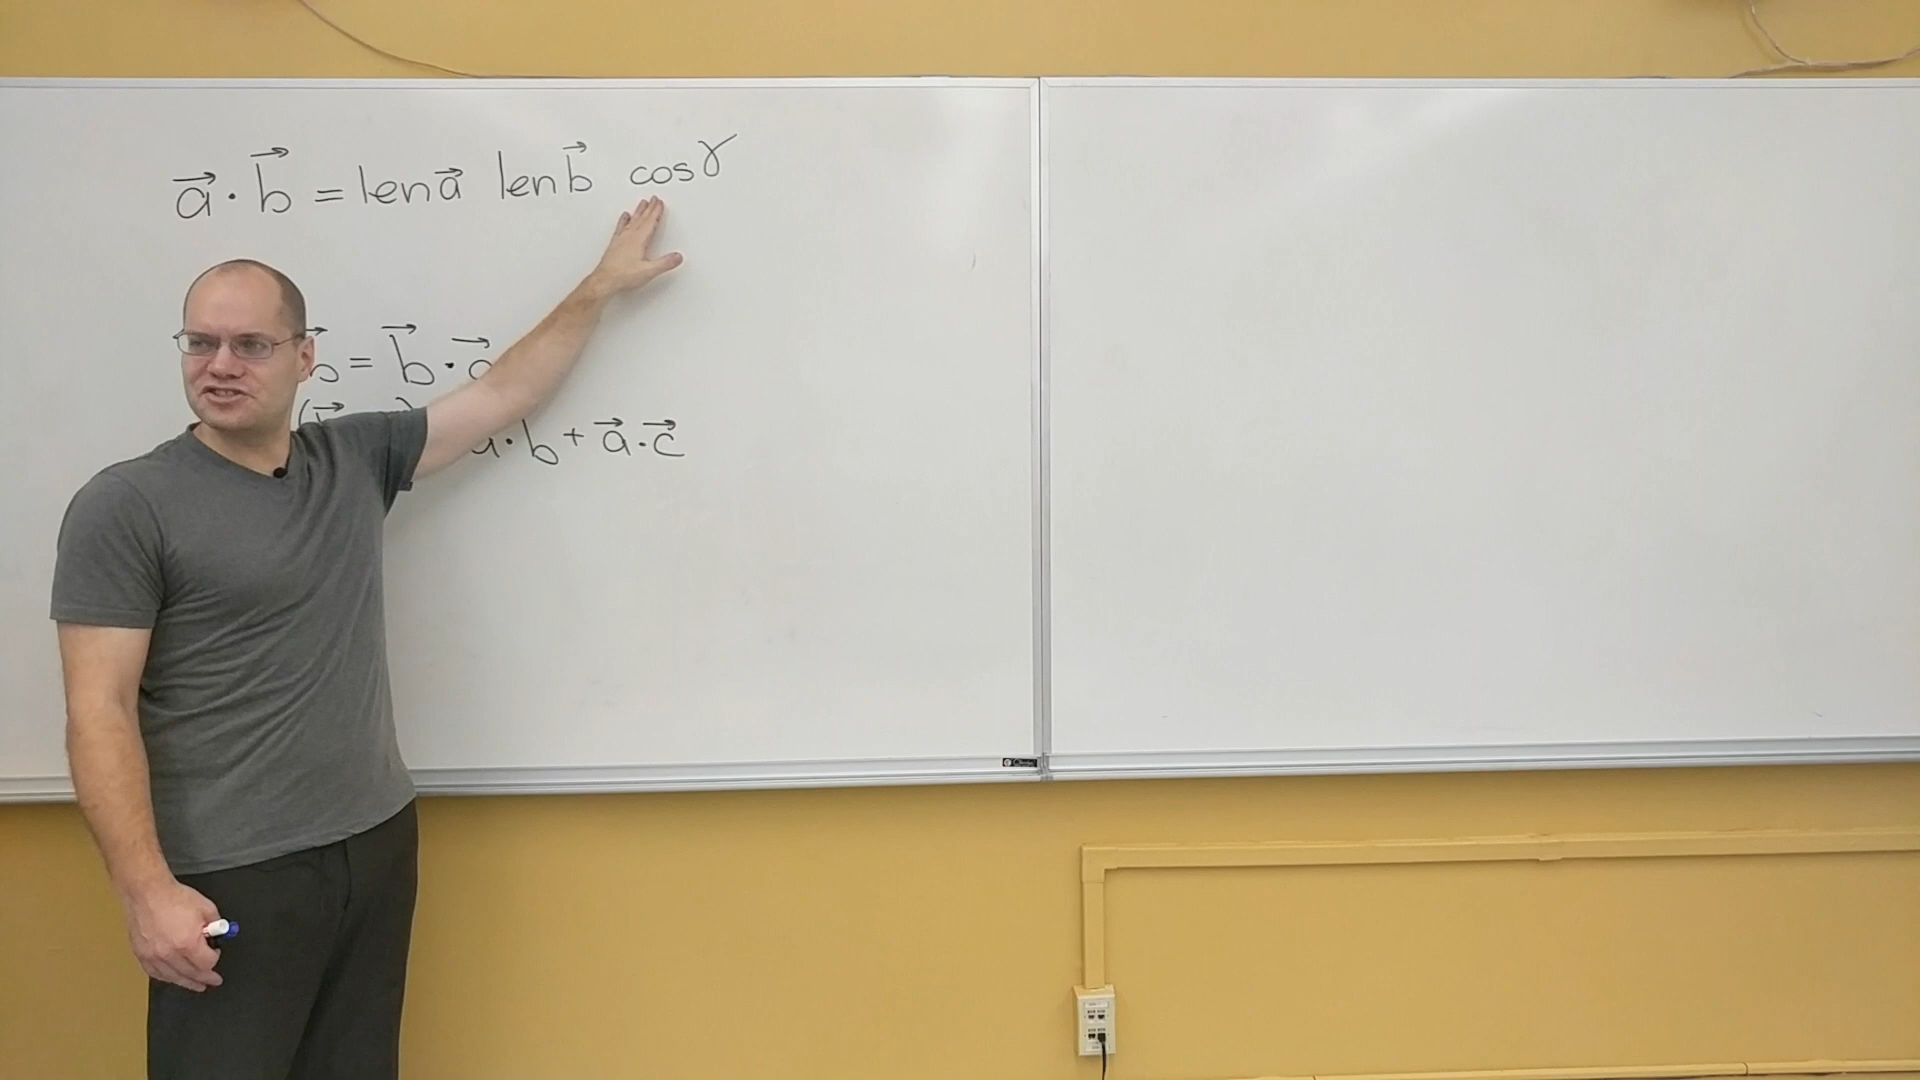 a⃗ · b⃗ = len a⃗ len b⃗ cos γ
b⃗ = b⃗ · a⃗
a · b + a⃗ · c⃗